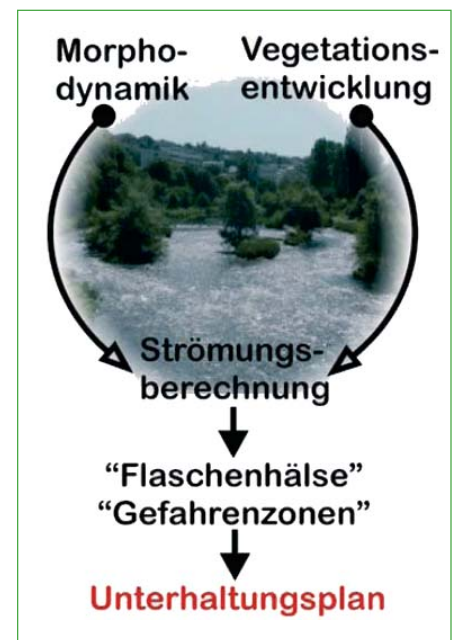 Morpho-
dynamik
Vegetations-
entwicklung
Strömungs-
berechnung
“Flaschenhälse”
“Gefahrenzonen”
Unterhaltungsplan